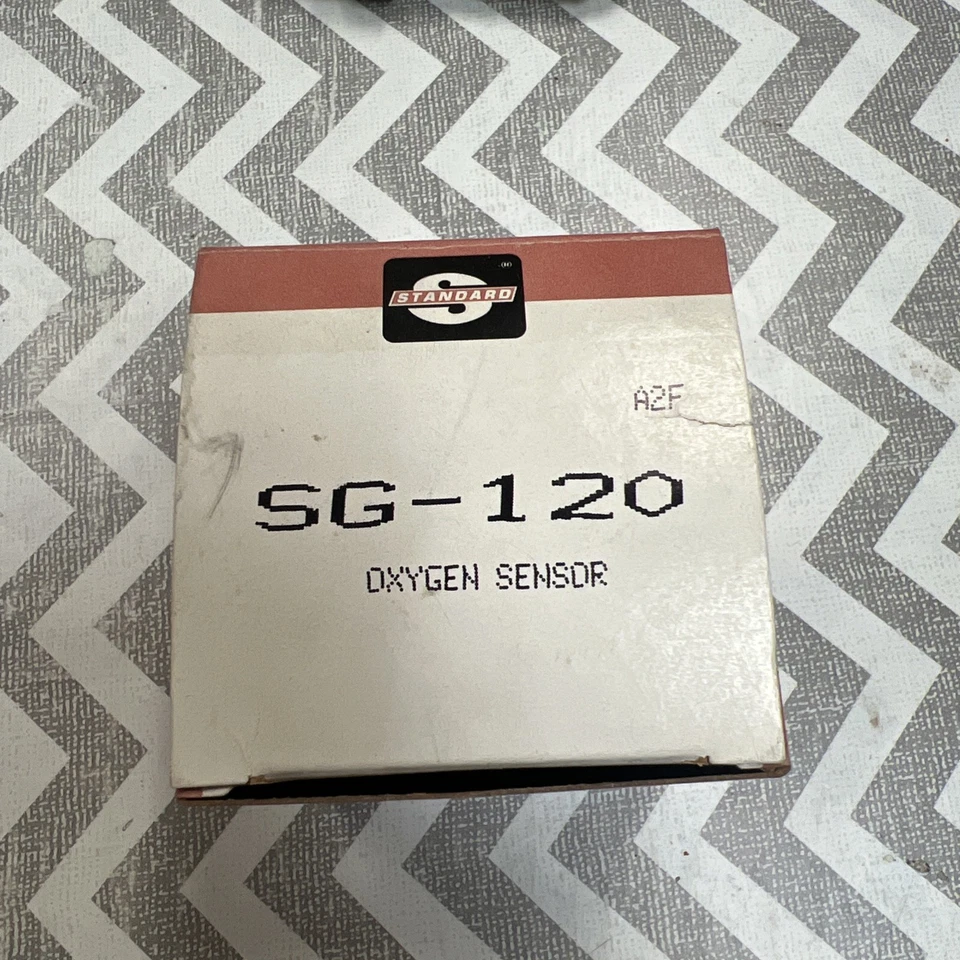 STANDARD
A2F
SG-120
OXYGEN SENSOR